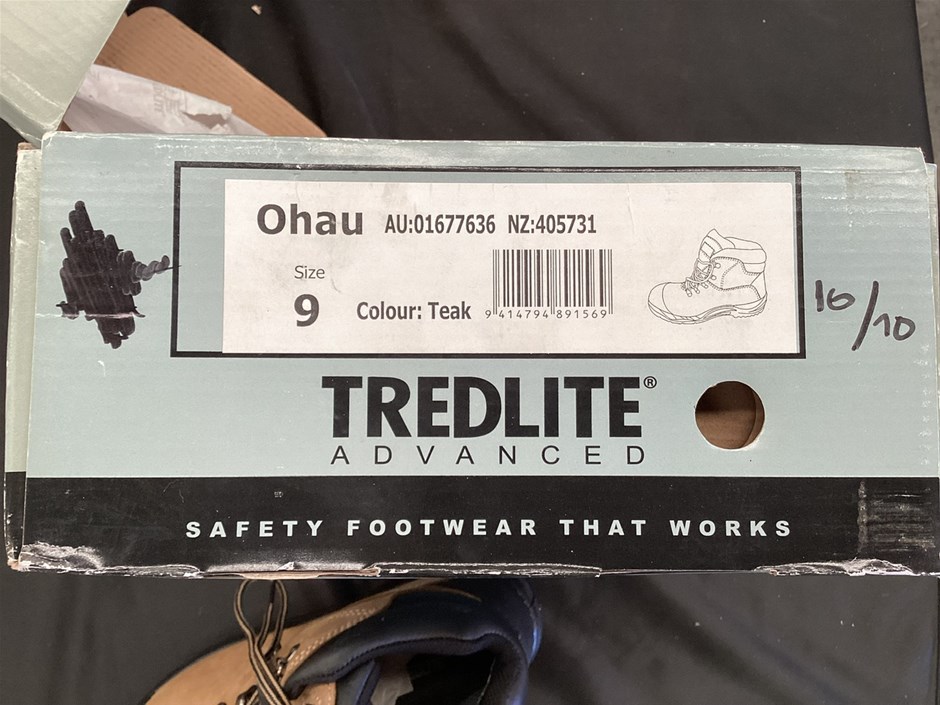 Ohau AU:01677636 NZ:405731
Size
9 Colour: Teak 9 414794 891569
16/10
TREDLITE®
ADVANCED
SAFETY FOOTWEAR THAT WORKS